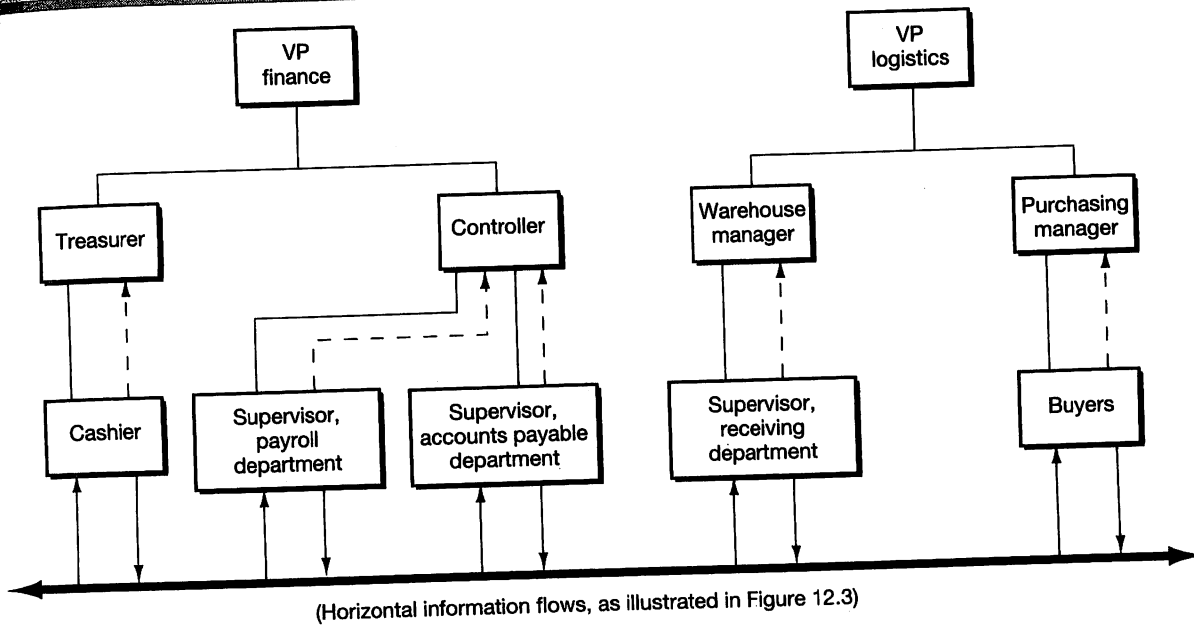 VP
finance
VP
logistics
Treasurer
Controller
Warehouse
manager
Purchasing
manager
Cashier
Supervisor,
payroll
department
Supervisor,
accounts payable
department
Supervisor,
receiving
department
Buyers
(Horizontal information flows, as illustrated in Figure 12.3)